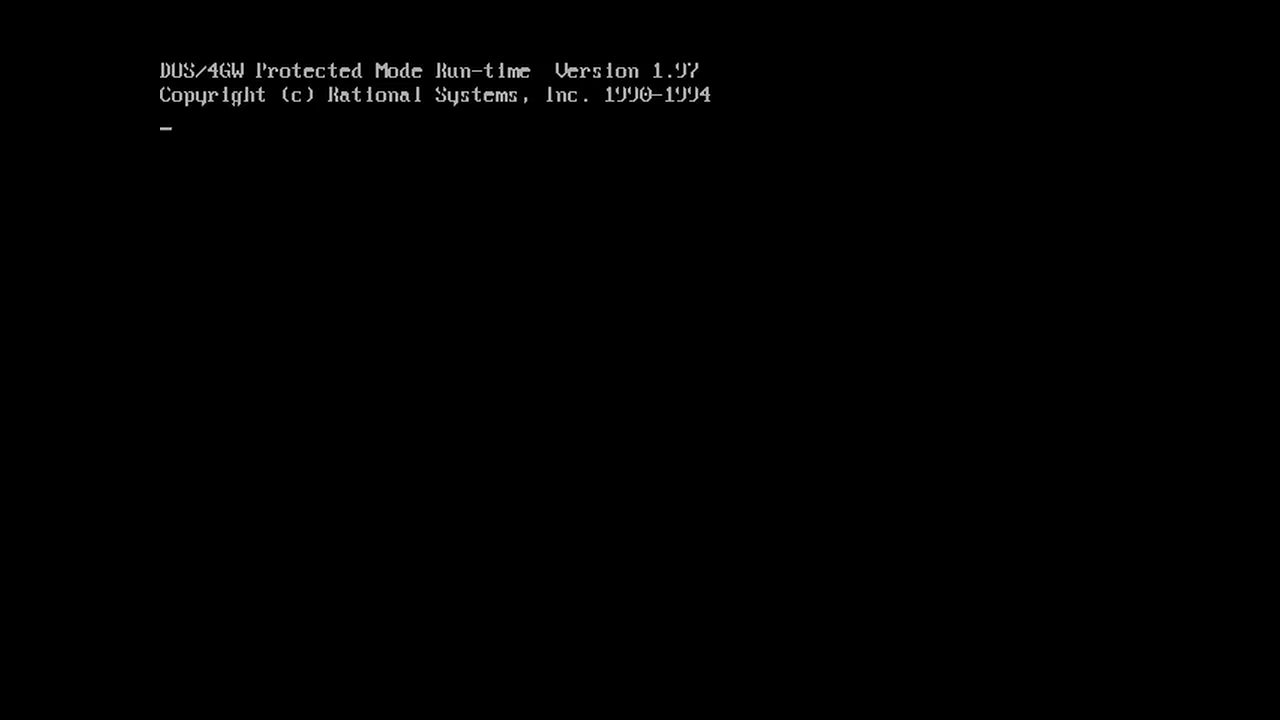 DOS/4GW Protected Mode Run-time  Version 1.97
Copyright (c) Rational Systems, Inc. 1990-1994